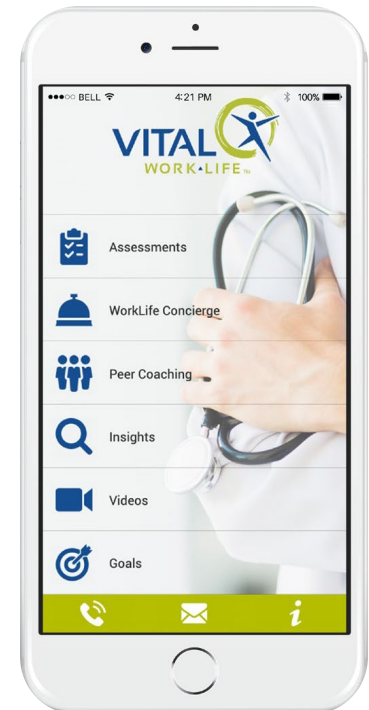 ●●●○○ BELL 4:21 PM 100%
VITAL
WORK▲LIFE™
Assessments
WorkLife Concierge
Peer Coaching
Insights
Videos
Goals